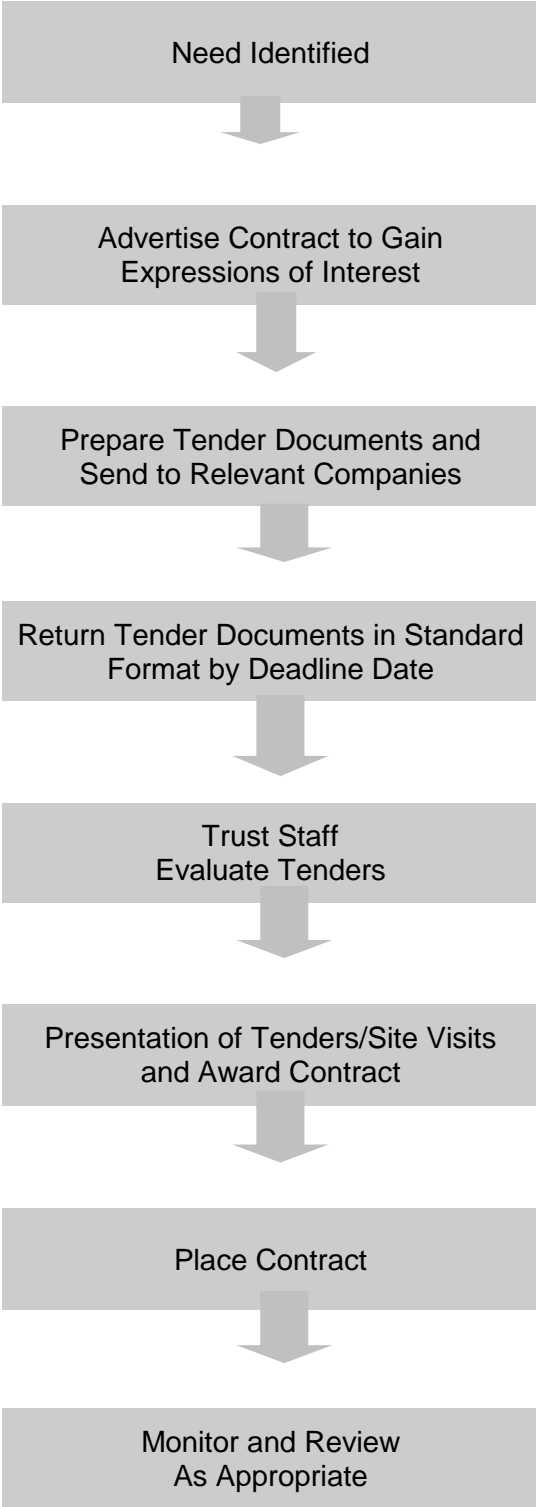 Need Identified
Advertise Contract to Gain
Expressions of Interest
Prepare Tender Documents and
Send to Relevant Companies
Return Tender Documents in Standard
Format by Deadline Date
Trust Staff
Evaluate Tenders
Presentation of Tenders/Site Visits
and Award Contract
Place Contract
Monitor and Review
As Appropriate